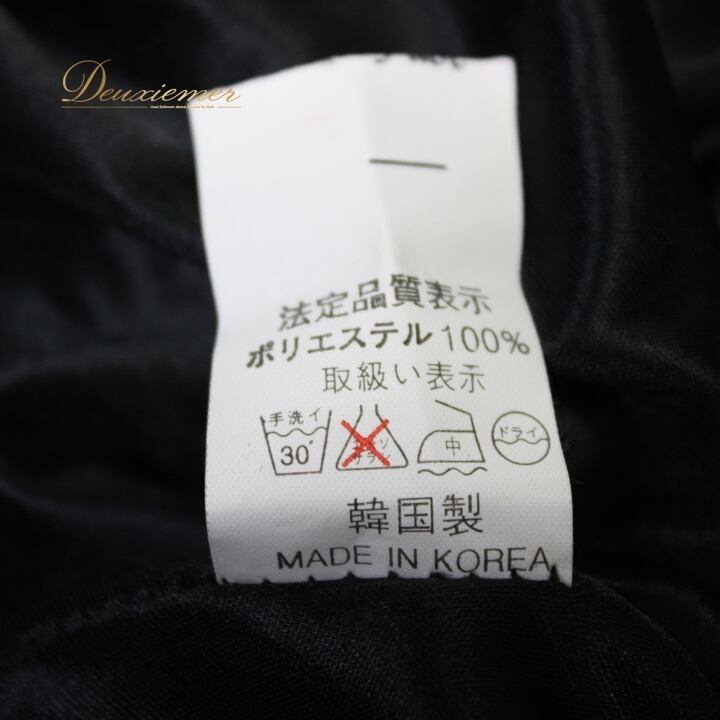 Deuxiemer
法定品質表示
ポリエステル100%
取級い表示
手洗イ
30°
中
ドライ
韓国製
MADE IN KOREA